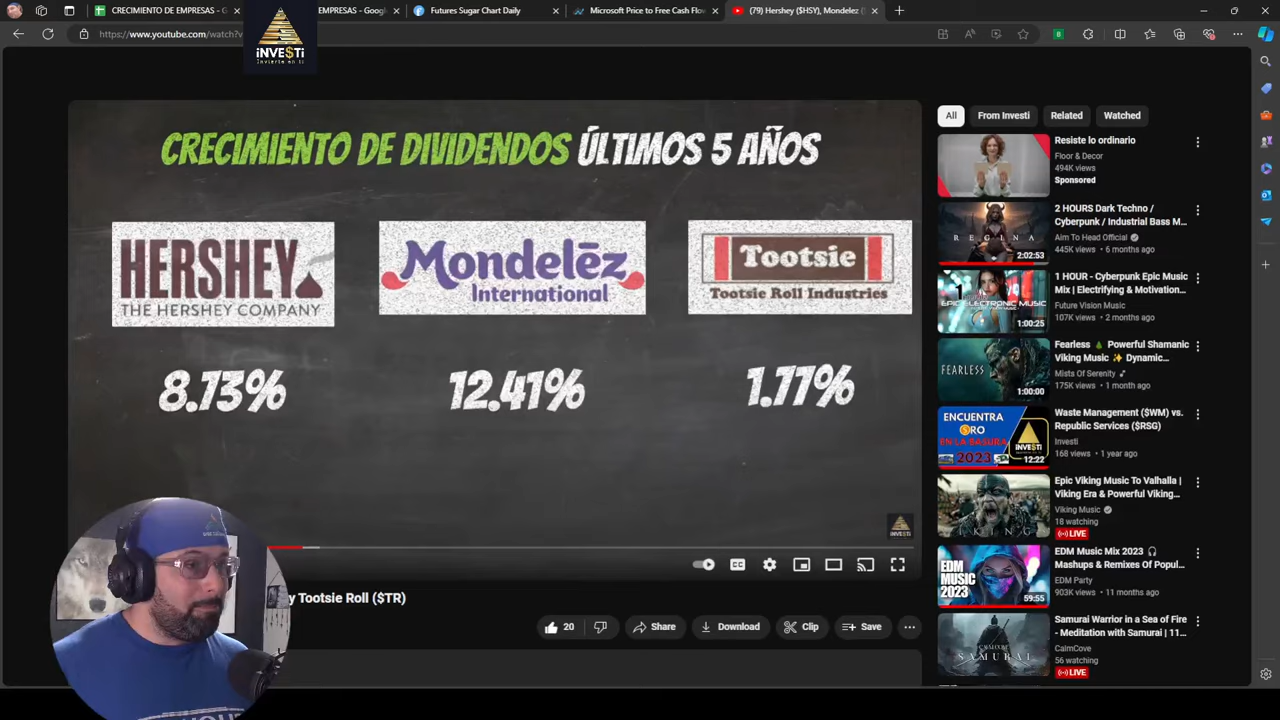 CRECIMIENTO DE EMPRESAS - G
EMPRESAS - Google
Futures Sugar Chart Daily
Microsoft Price to Free Cash Flo
(79) Hershey ($HSY), Mondelez (
https://www.youtube.com/watch?v
iNVE$Ti
Invierte en ti
CRECIMIENTO DE DIVIDENDOS ÚLTIMOS 5 AÑOS
HERSHEY
THE HERSHEY COMPANY
Mondelēz
International
Tootsie
Tootsie Roll Industries
8.73%
12.41%
1.77%
INVE$TI
y Tootsie Roll ($TR)
20
Share
Download
Clip
Save
All
From Investi
Related
Watched
Resiste lo ordinario
Floor & Decor
494K views
Sponsored
REGINA
2:02:53
2 HOURS Dark Techno /
Cyberpunk / Industrial Bass M...
Aim To Head Official
445K views • 6 months ago
EPIC ELECTRONIC MUSIC
1:00:25
1 HOUR - Cyberpunk Epic Music
Mix | Electrifying & Motivation...
Future Vision Music
107K views • 2 months ago
FEARLESS
1:00:00
Fearless 🌲 Powerful Shamanic
Viking Music ✨ Dynamic...
Mists Of Serenity
175K views • 1 month ago
ENCUENTRA
ORO
EN LA BASURA
2023
12:22
Waste Management ($WM) vs.
Republic Services ($RSG)
Investi
168 views • 1 year ago
Epic Viking Music To Valhalla |
Viking Era & Powerful Viking...
Viking Music
18 watching
LIVE
EDM
MUSIC
2023
59:55
EDM Music Mix 2023 🎧
Mashups & Remixes Of Popul...
EDM Party
903K views • 11 months ago
SAMURAI
Samurai Warrior in a Sea of Fire
- Meditation with Samurai | 11...
CalmCove
56 watching
LIVE